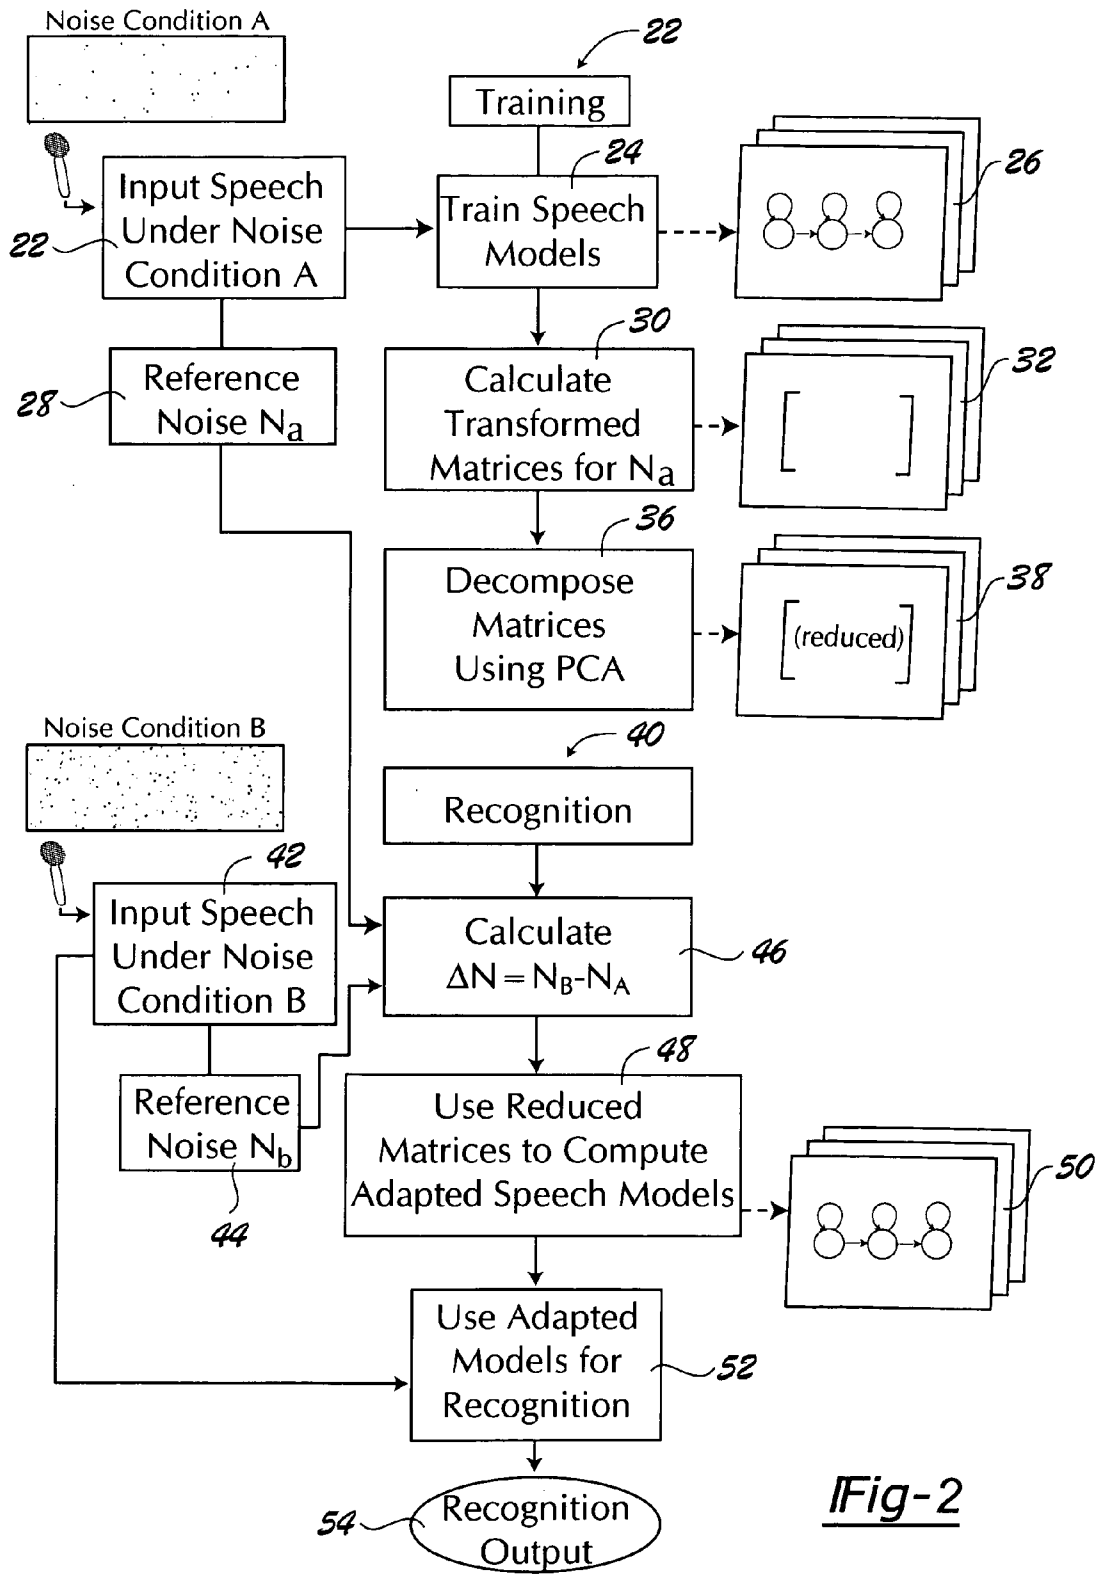 Noise Condition A
22
Training
24
26
Input Speech
Under Noise
Condition A
22
Train Speech
Models
28
Reference
Noise Na
30
Calculate
Transformed
Matrices for Na
32
36
Decompose
Matrices
Using PCA
38
(reduced)
Noise Condition B
40
Recognition
42
Input Speech
Under Noise
Condition B
Calculate
ΔN = NB-NA
46
Reference
Noise Nb
44
48
Use Reduced
Matrices to Compute
Adapted Speech Models
50
Use Adapted
Models for
Recognition
52
54
Recognition
Output
Fig-2